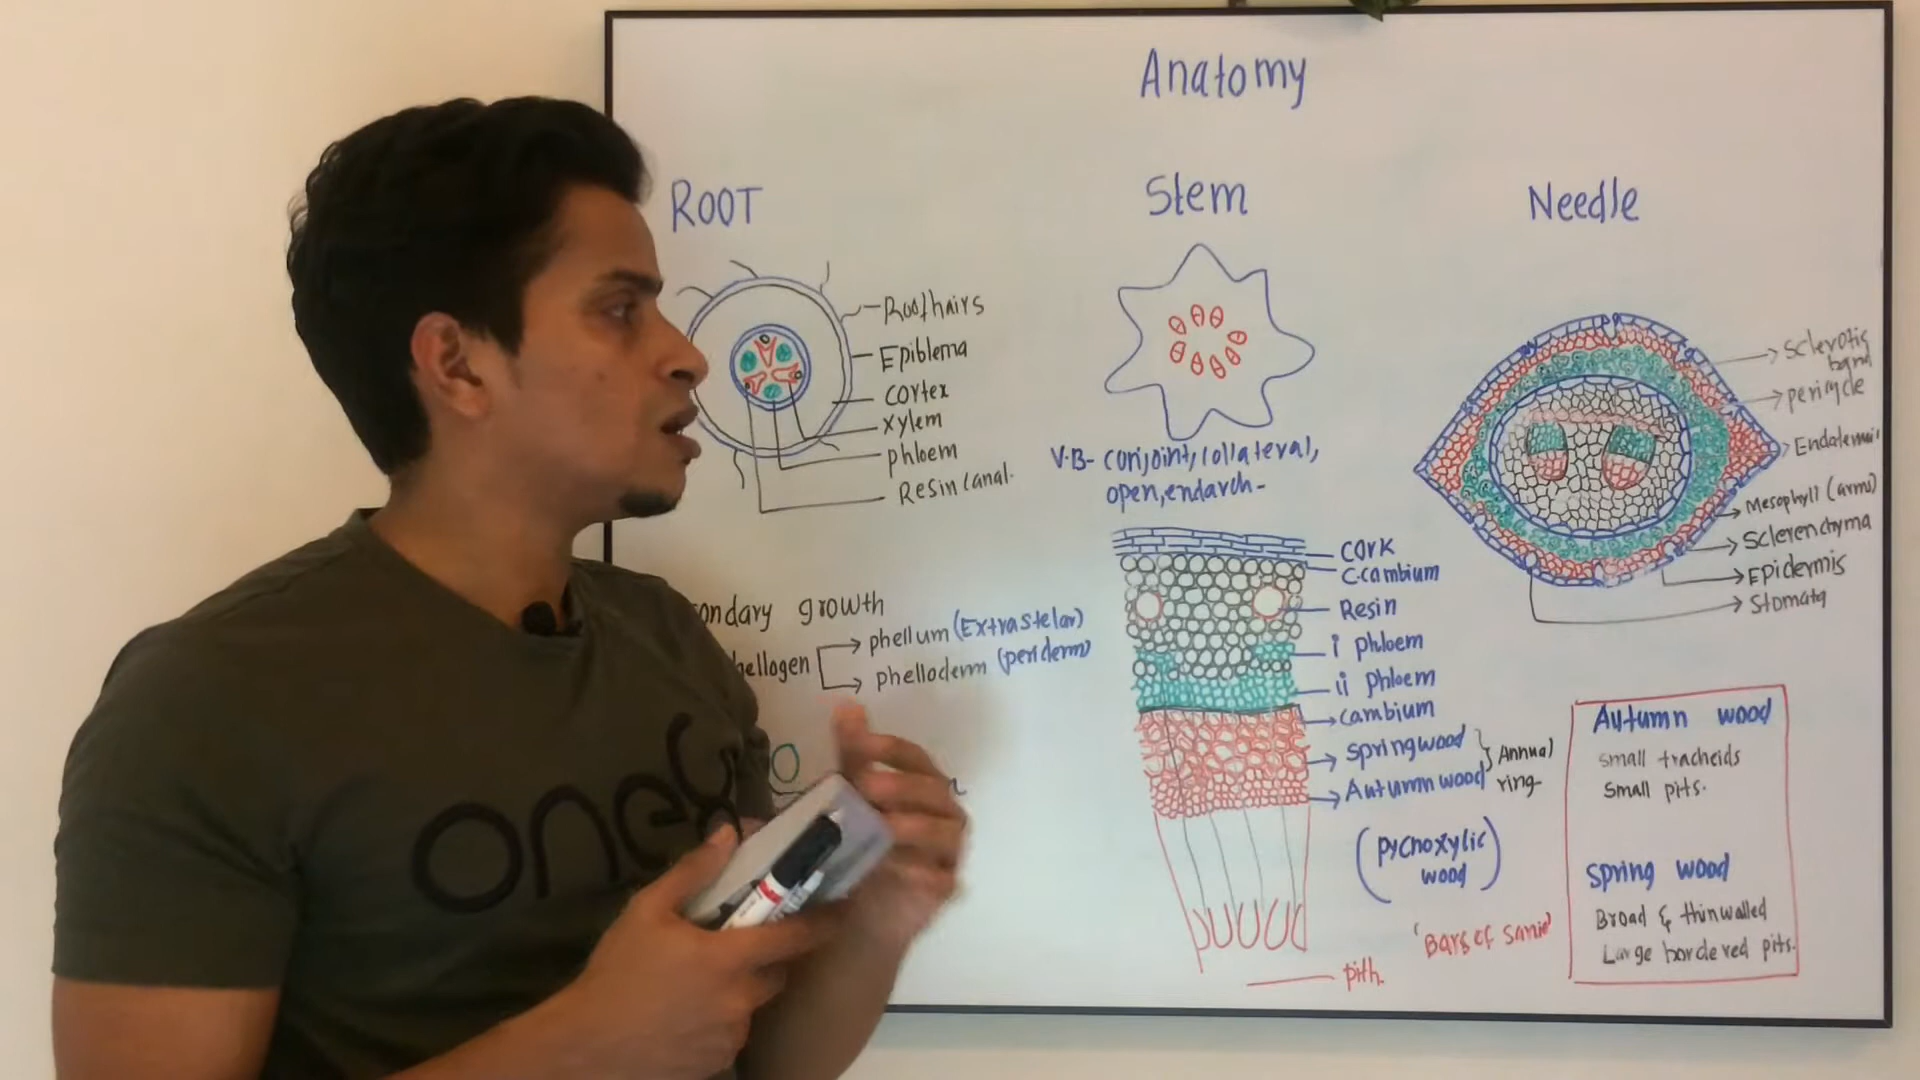 Anatomy
ROOT
Root hairs
Epiblema
cortex
xylem
phloem
Resin canal.
ondary growth
hellogen
phellum (Extrastelar)
phelloderm (periderm)
Stem
V.B- conjoint, collateral,
open, endarch-
cork
c.cambium
Resin
i phloem
ii phloem
cambium
springwood
Autumn wood
Annual
ring-
(pycnoxylic
wood)
'Bars of sanio'
pith.
Needle
sclerotic
band
pericycle
Mesophyll (arms)
sclerenchyma
Epidermis
Stomata
Autumn wood
small tracheids
small pits.
spring wood
Broad & thinwalled
Large bordered pits.
one